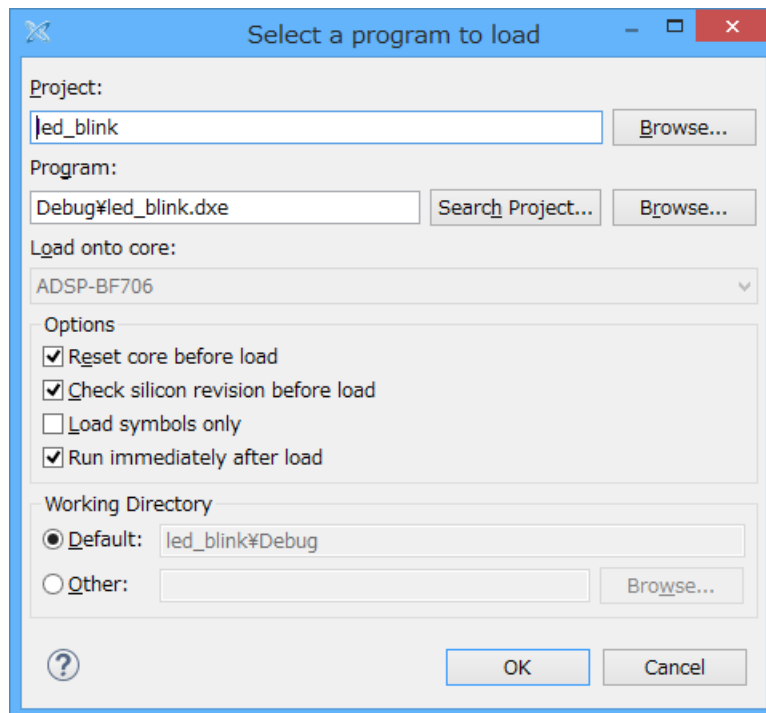 Select a program to load
Project:
led_blink
Browse...
Program:
Debug¥led_blink.dxe
Search Project...
Browse...
Load onto core:
ADSP-BF706
Options
Reset core before load
Check silicon revision before load
Load symbols only
Run immediately after load
Working Directory
Default:
led_blink¥Debug
Other:
Browse...
OK
Cancel